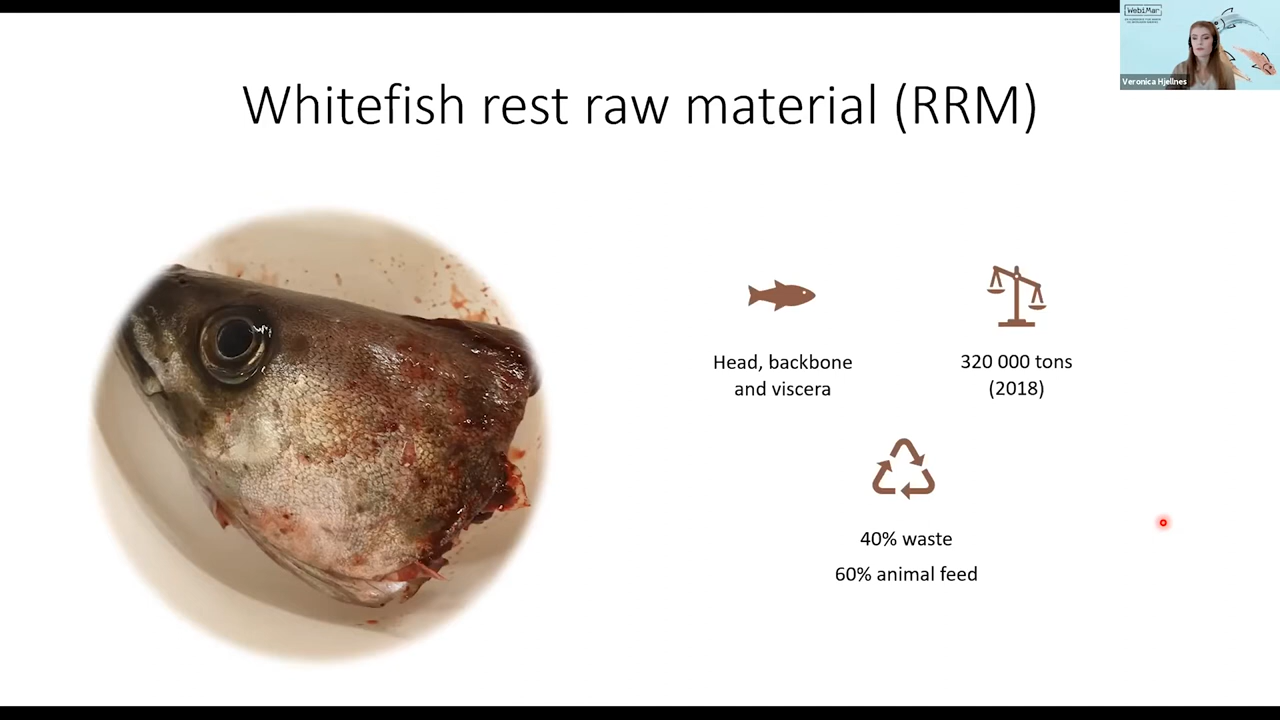 WebiMar
Veronica Hjellnes
Whitefish rest raw material (RRM)
Head, backbone
and viscera
320 000 tons
(2018)
40% waste
60% animal feed